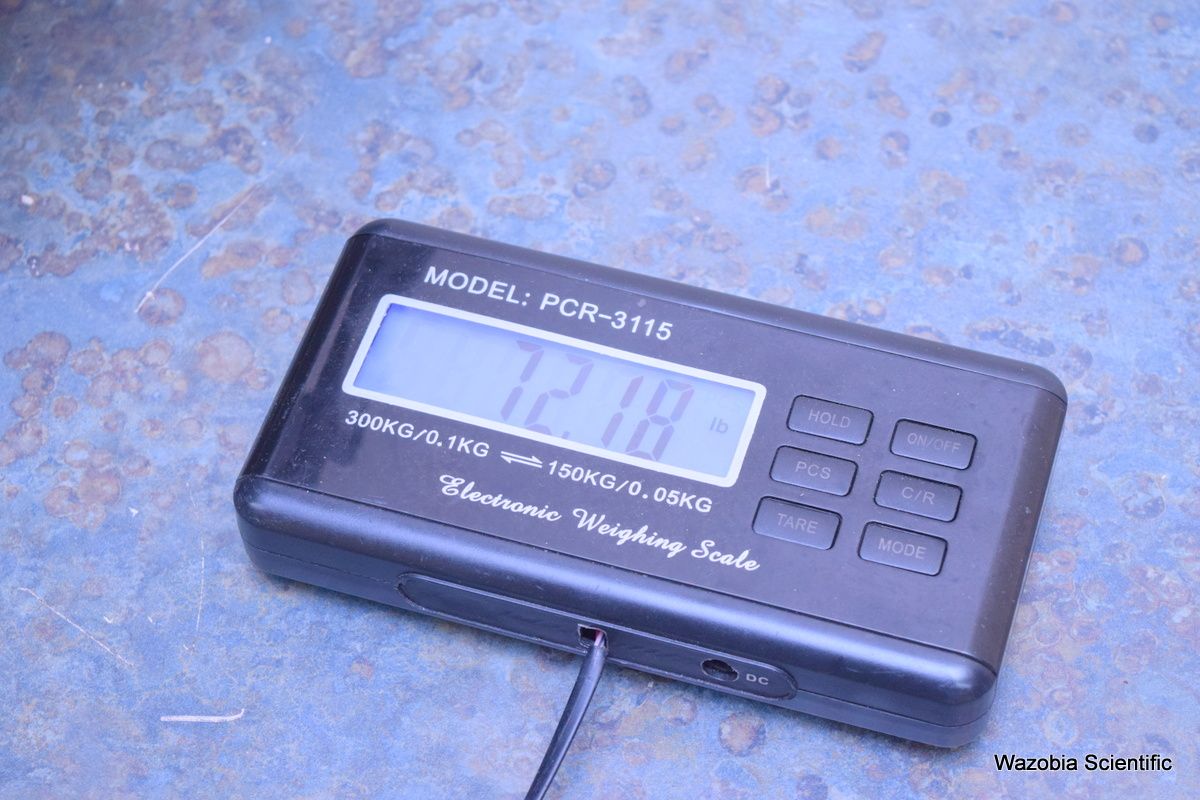 MODEL: PCR-3115
72.18 lb
300KG/0.1KG ⇌ 150KG/0.05KG
Electronic Weighing Scale
HOLD
ON/OFF
PCS
C/R
TARE
MODE
DC
Wazobia Scientific